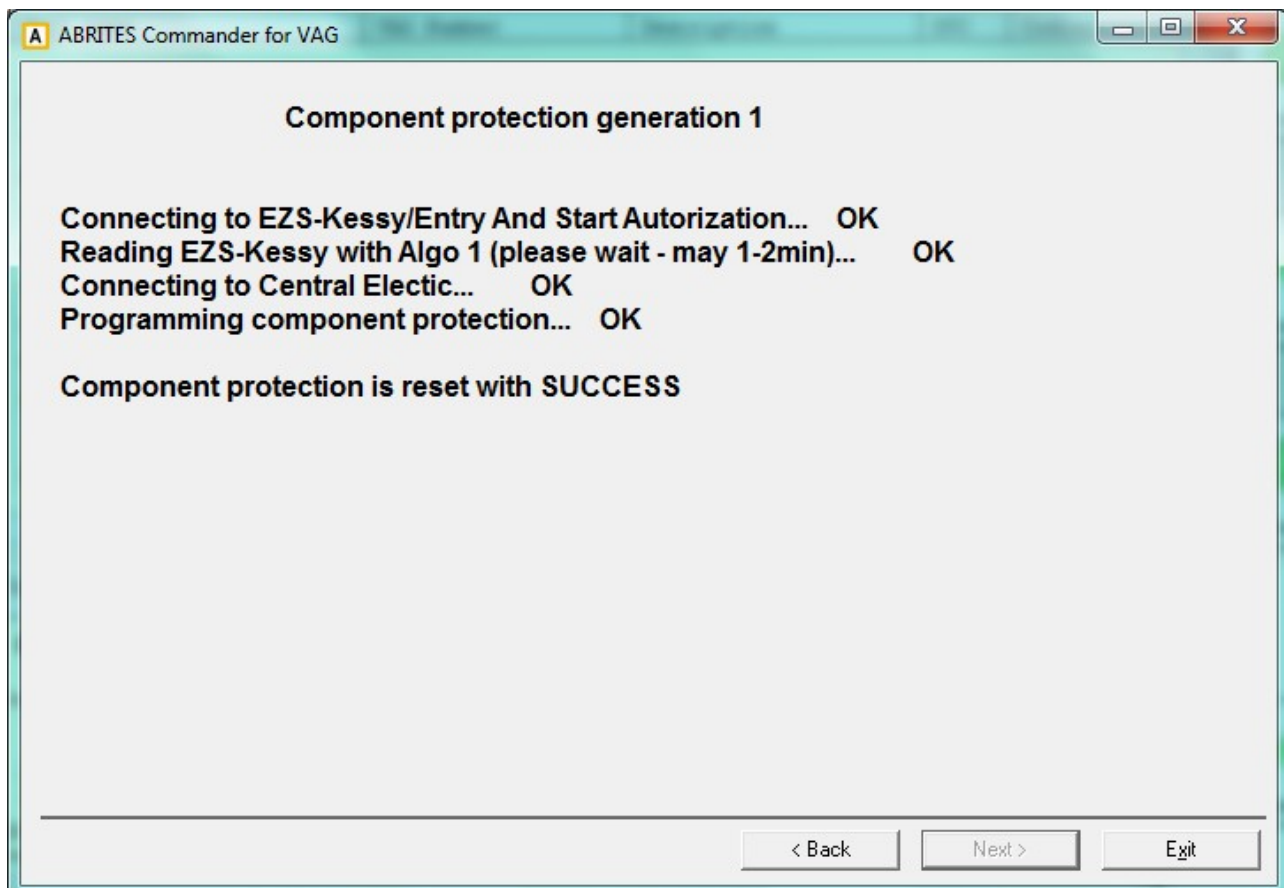 A ABRITES Commander for VAG
Component protection generation 1
Connecting to EZS-Kessy/Entry And Start Autorization... OK
Reading EZS-Kessy with Algo 1 (please wait - may 1-2min)... OK
Connecting to Central Electic... OK
Programming component protection... OK
Component protection is reset with SUCCESS
< Back Next > Exit